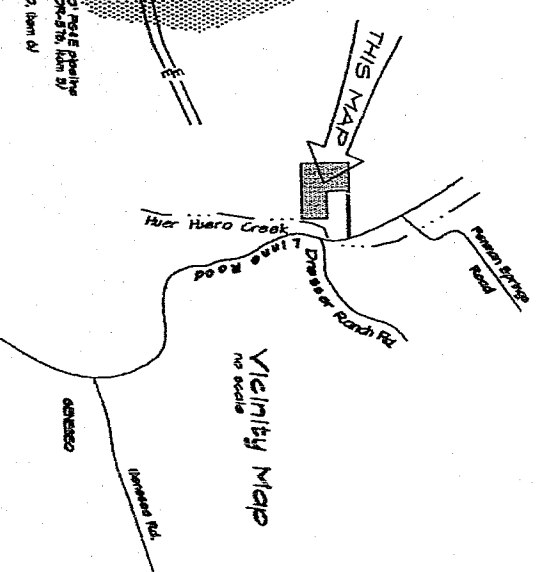 THIS MAP
Huer Huero Creek
Linne Road
Dresser Ranch Rd.
Penman Springs
Road
Vicinity Map
no scale
GENESEO
Geneseo Rd.
PG&E pipeline